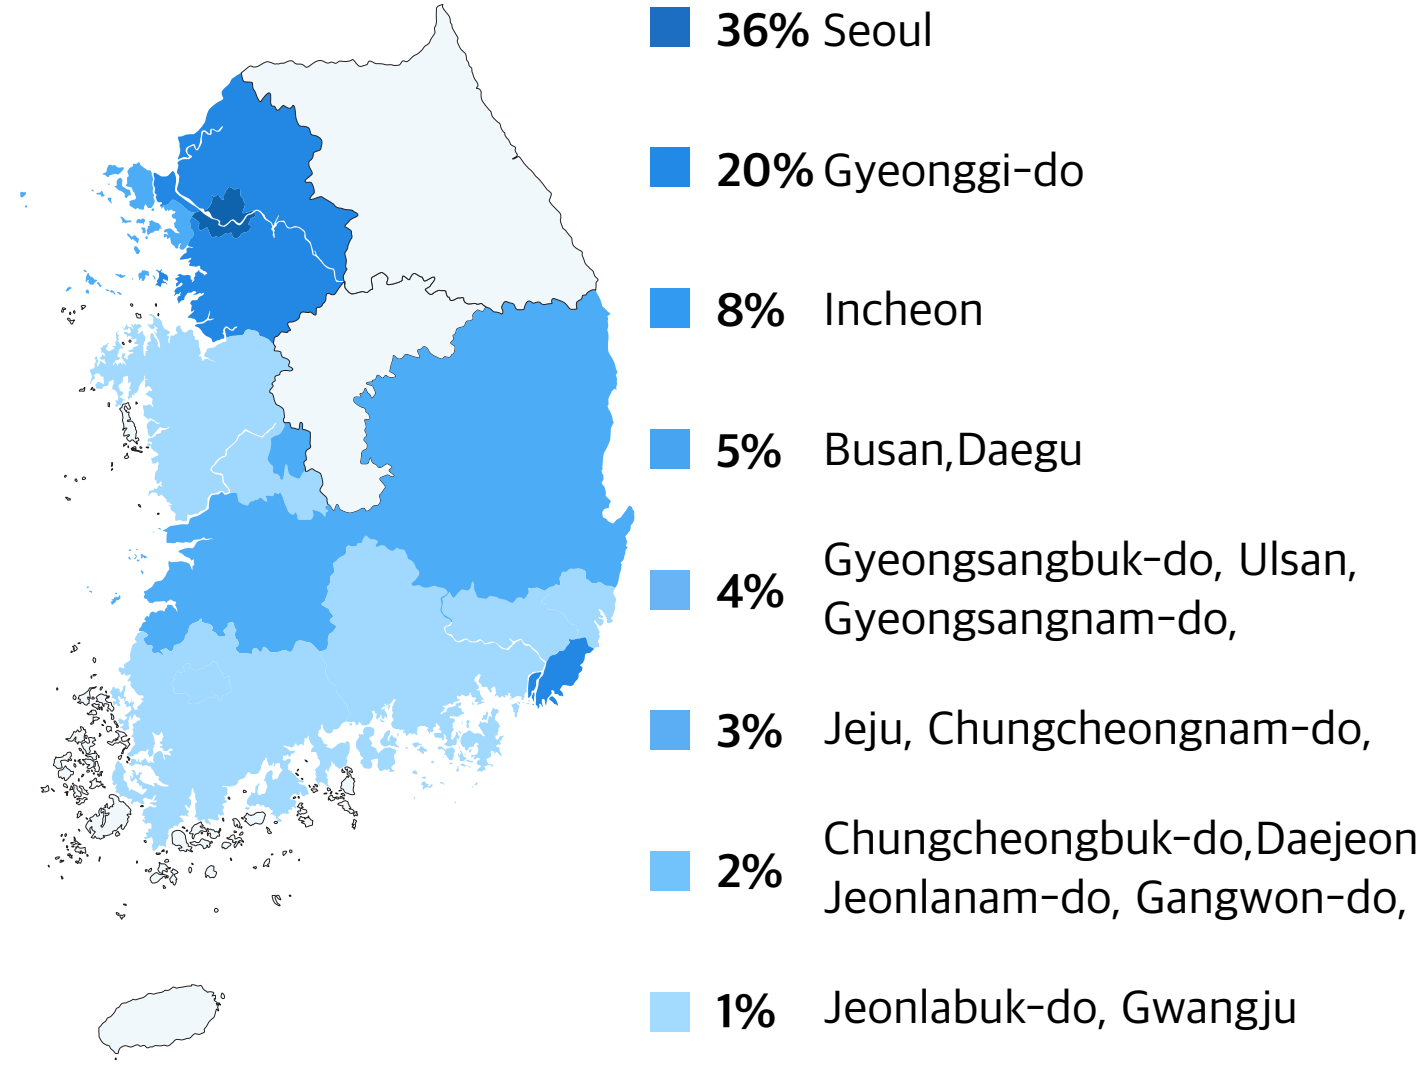 36% Seoul
20% Gyeonggi-do
8% Incheon
5% Busan,Daegu
4% Gyeongsangbuk-do, Ulsan,
Gyeongsangnam-do,
3% Jeju, Chungcheongnam-do,
2% Chungcheongbuk-do,Daejeon
Jeonlanam-do, Gangwon-do,
1% Jeonlabuk-do, Gwangju